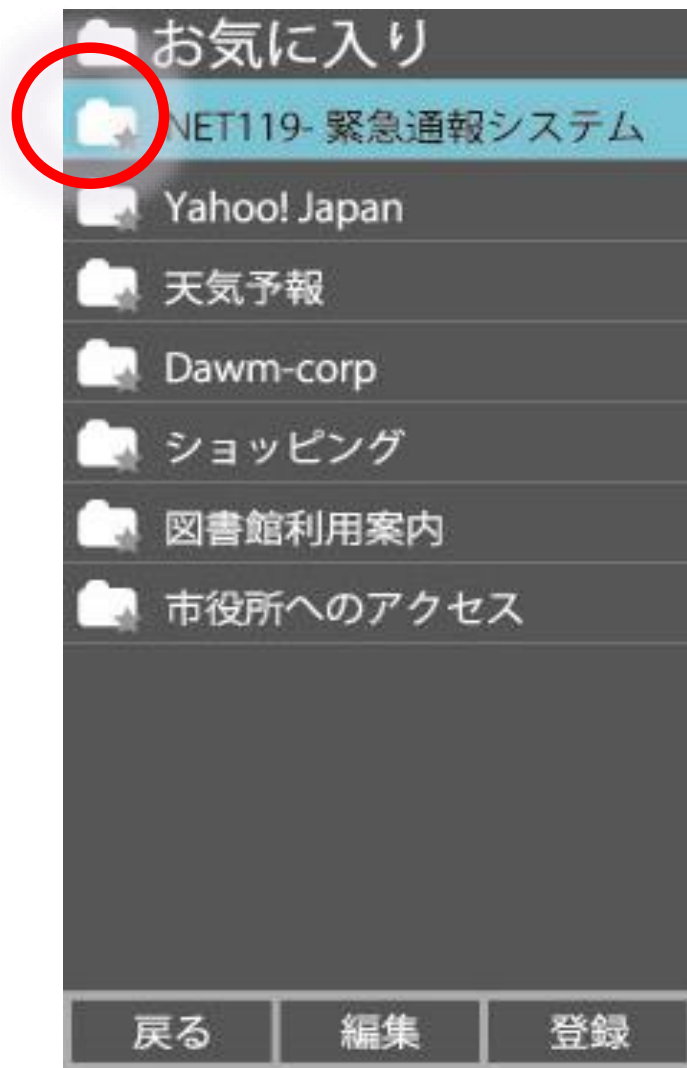 お気に入り
NET119- 緊急通報システム
Yahoo! Japan
天気予報
Dawm-corp
ショッピング
図書館利用案内
市役所へのアクセス
戻る 編集 登録